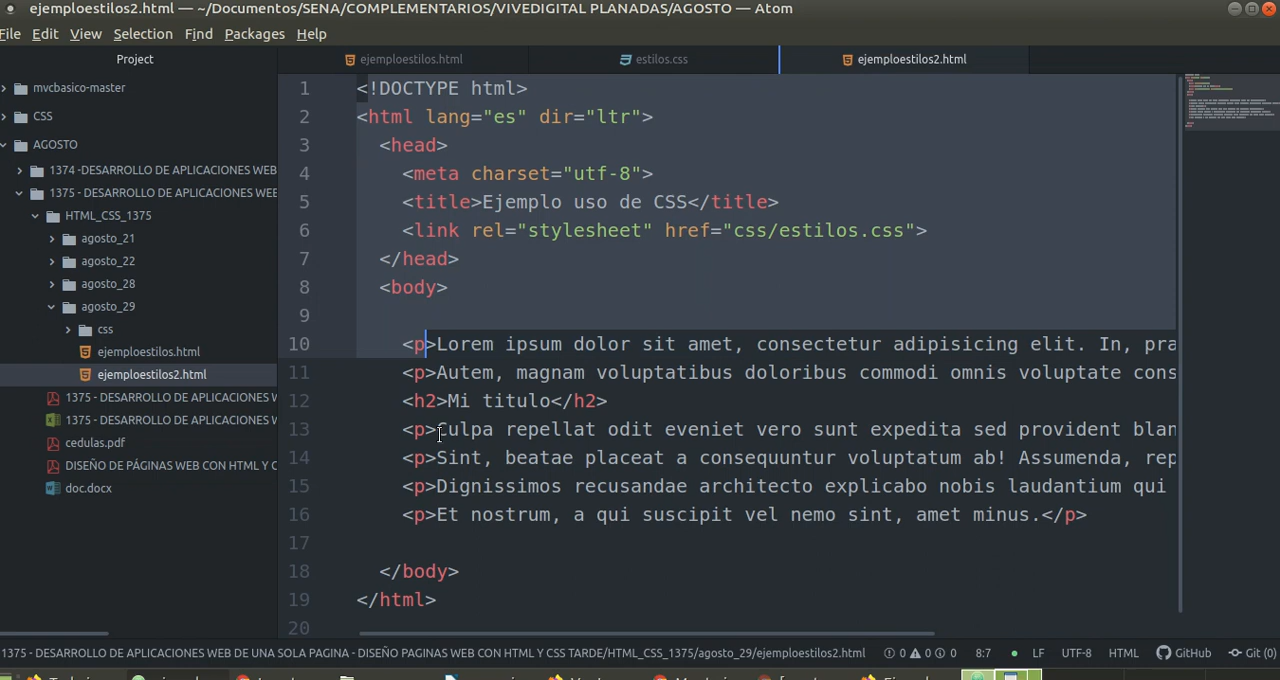 ejemploestilos2.html — ~/Documentos/SENA/COMPLEMENTARIOS/VIVEDIGITAL PLANADAS/AGOSTO — Atom
File Edit View Selection Find Packages Help
Project
mvcbasico-master
CSS
AGOSTO
1374 -DESARROLLO DE APLICACIONES WEB
1375 - DESARROLLO DE APLICACIONES WEB
HTML_CSS_1375
agosto_21
agosto_22
agosto_28
agosto_29
css
ejemploestilos.html
ejemploestilos2.html
1375 - DESARROLLO DE APLICACIONES W
1375 - DESARROLLO DE APLICACIONES W
cedulas.pdf
DISEÑO DE PÁGINAS WEB CON HTML Y C
doc.docx
ejemploestilos.html estilos.css ejemploestilos2.html
1 <!DOCTYPE html>
2 <html lang="es" dir="ltr">
3 <head>
4 <meta charset="utf-8">
5 <title>Ejemplo uso de CSS</title>
6 <link rel="stylesheet" href="css/estilos.css">
7 </head>
8 <body>
9
10 <p>Lorem ipsum dolor sit amet, consectetur adipisicing elit. In, pra
11 <p>Autem, magnam voluptatibus doloribus commodi omnis voluptate cons
12 <h2>Mi titulo</h2>
13 <p>Culpa repellat odit eveniet vero sunt expedita sed provident blan
14 <p>Sint, beatae placeat a consequuntur voluptatum ab! Assumenda, rep
15 <p>Dignissimos recusandae architecto explicabo nobis laudantium qui
16 <p>Et nostrum, a qui suscipit vel nemo sint, amet minus.</p>
17
18 </body>
19 </html>
20
1375 - DESARROLLO DE APLICACIONES WEB DE UNA SOLA PAGINA - DISEÑO PAGINAS WEB CON HTML Y CSS TARDE/HTML_CSS_1375/agosto_29/ejemploestilos2.html 0 0 0 8:7 LF UTF-8 HTML GitHub Git (0)